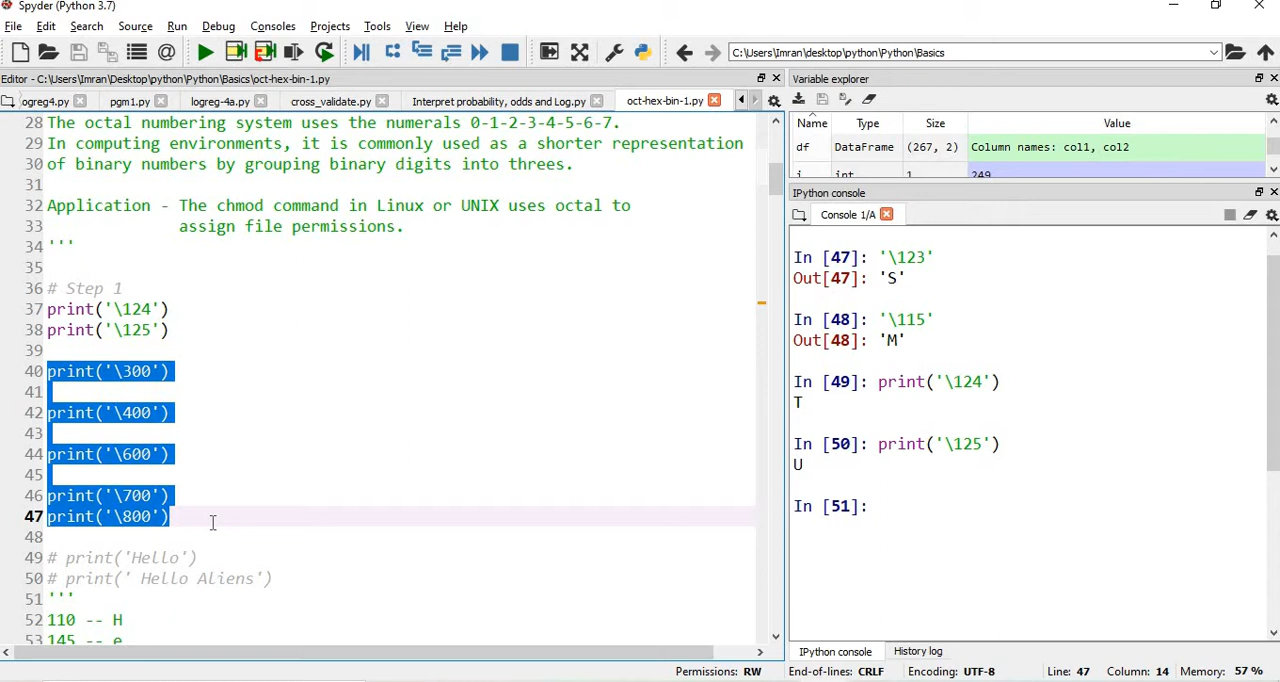 Spyder (Python 3.7)
File Edit Search Source Run Debug Consoles Projects Tools View Help
C:\Users\Imran\desktop\python\Python\Basics
Editor - C:\Users\Imran\Desktop\python\Python\Basics\oct-hex-bin-1.py
ogreg4.py pgm1.py logreg-4a.py cross_validate.py Interpret probability, odds and Log.py oct-hex-bin-1.py
28 The octal numbering system uses the numerals 0-1-2-3-4-5-6-7.
29 In computing environments, it is commonly used as a shorter representation
30 of binary numbers by grouping binary digits into threes.
31
32 Application - The chmod command in Linux or UNIX uses octal to
33 assign file permissions.
34 '''
35
36 # Step 1
37 print('\124')
38 print('\125')
39
40 print('\300')
41
42 print('\400')
43
44 print('\600')
45
46 print('\700')
47 print('\800')
48
49 # print('Hello')
50 # print(' Hello Aliens')
51 '''
52 110 -- H
53 145 -- e
Variable explorer
Name Type Size Value
df DataFrame (267, 2) Column names: col1, col2
i int 1 249
IPython console
Console 1/A
In [47]: '\123'
Out[47]: 'S'
In [48]: '\115'
Out[48]: 'M'
In [49]: print('\124')
T
In [50]: print('\125')
U
In [51]:
IPython console History log
Permissions: RW End-of-lines: CRLF Encoding: UTF-8 Line: 47 Column: 14 Memory: 57 %